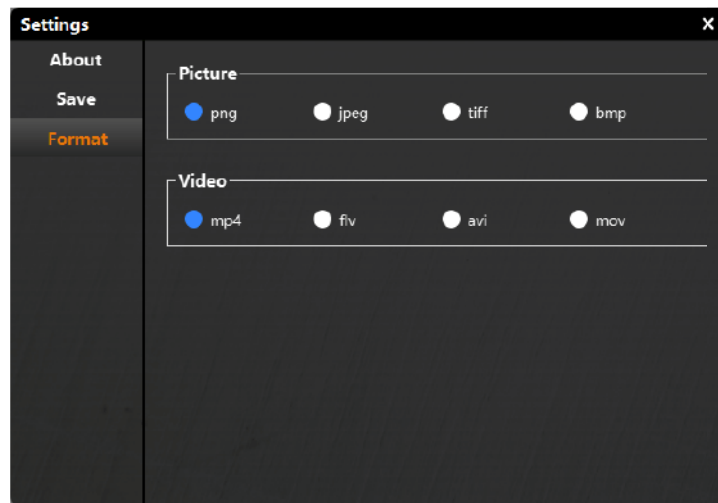 Settings X
About
Save
Format
Picture
png jpeg tiff bmp
Video
mp4 flv avi mov